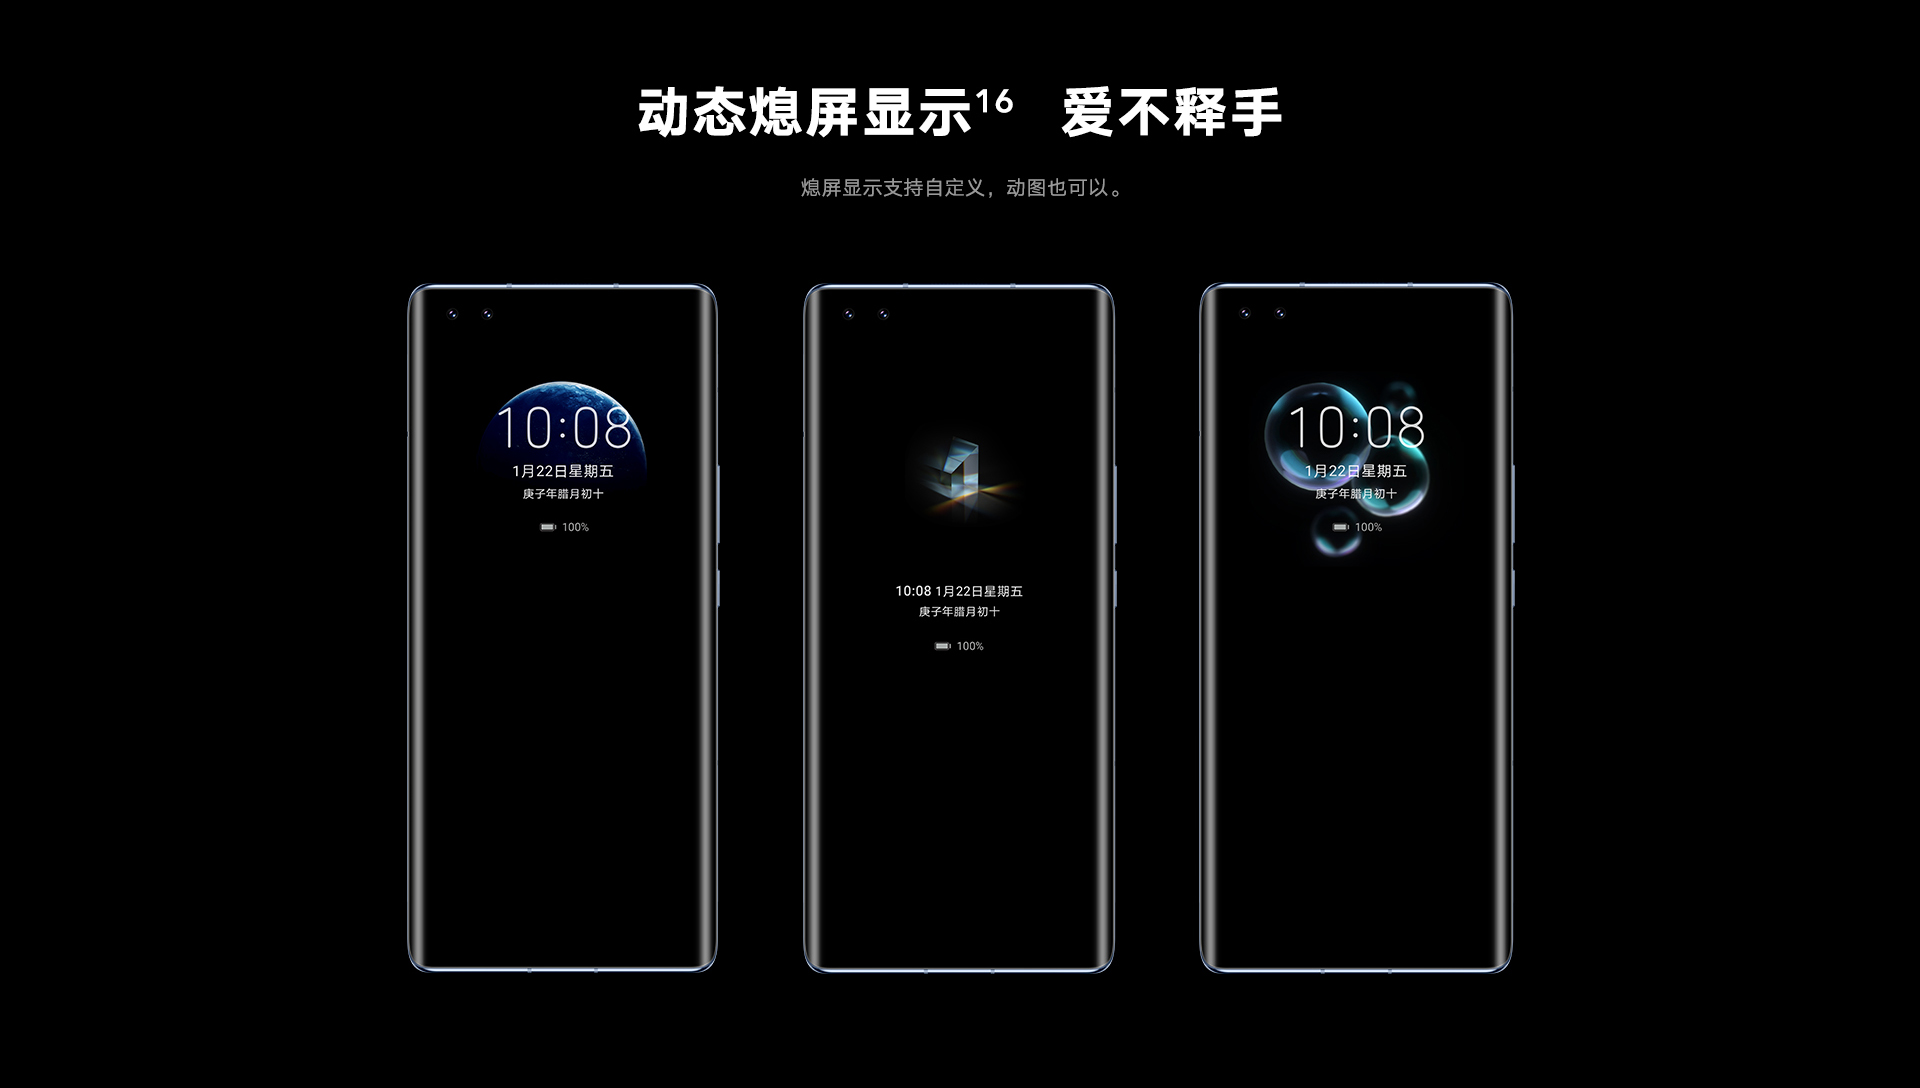 动态熄屏显示16 爱不释手
熄屏显示支持自定义，动图也可以。
10:08
1月22日星期五
庚子年腊月初十
100%
10:08 1月22日星期五
庚子年腊月初十
100%
10:08
1月22日星期五
庚子年腊月初十
100%